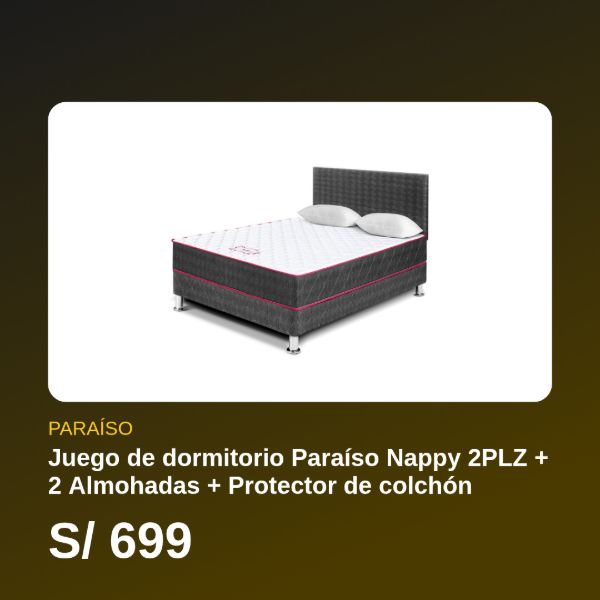 PARAÍSO
Juego de dormitorio Paraíso Nappy 2PLZ +
2 Almohadas + Protector de colchón
S/ 699